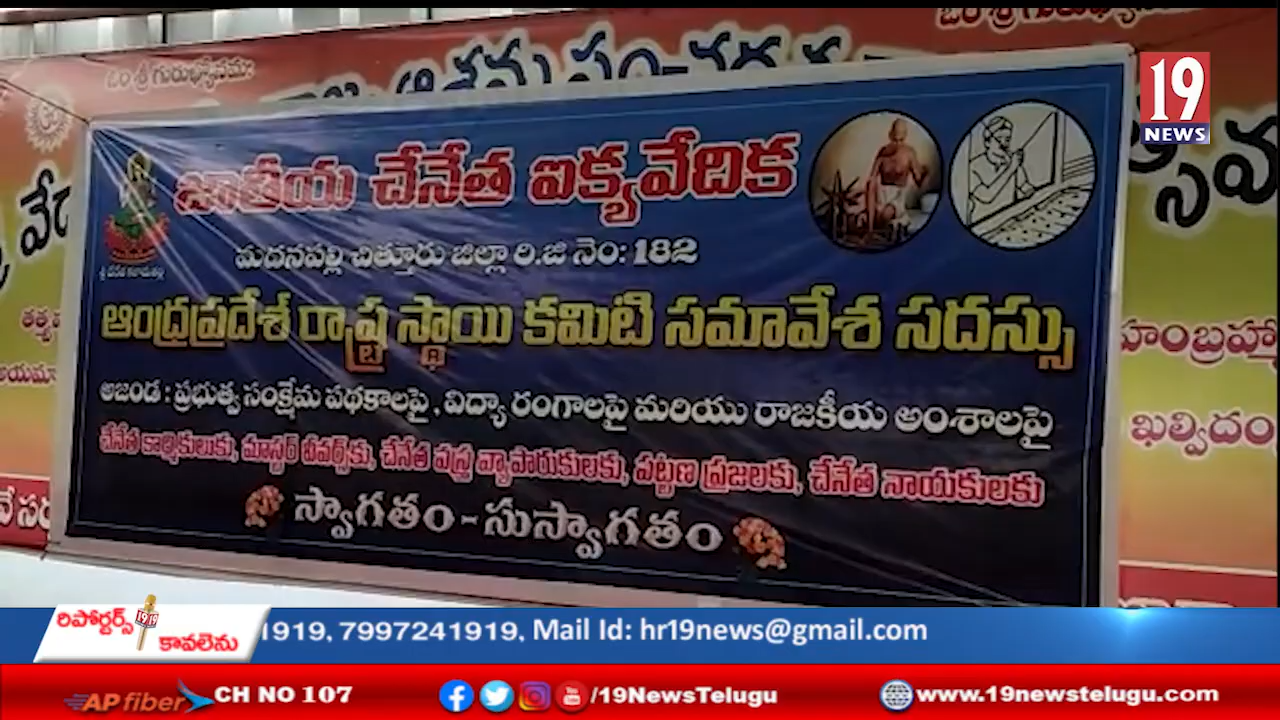 ఓం శ్రీ గురుభ్యోనమః
19
NEWS
జాతీయ చేనేత ఐక్యవేదిక
మదనపల్లి చిత్తూరు జిల్లా రి.జి నెం: 182
ఆంధ్రప్రదేశ్ రాష్ట్ర స్థాయి కమిటి సమావేశ సదస్సు
అజండ : ప్రభుత్వ సంక్షేమ పథకాలపై , విద్యా రంగాలపై మరియు రాజకీయ అంశాలపై
చేనేత కార్మికులుకు, మాస్టర్ వీవర్స్‌కు, చేనేత వస్త్ర వ్యాపారుకులకు, పట్టణ ప్రజలకు, చేనేత నాయకులకు
స్వాగతం - సుస్వాగతం
రిపోర్టర్స్
కావలెను
1919, 7997241919, Mail Id: hr19news@gmail.com
AP fiber CH NO 107 /19NewsTelugu www.19newstelugu.com